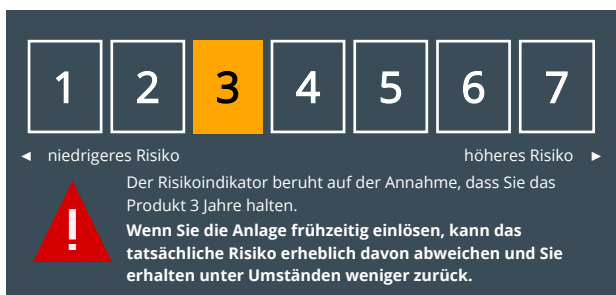 1 2 3 4 5 6 7
◄ niedrigeres Risiko höheres Risiko ►
Der Risikoindikator beruht auf der Annahme, dass Sie das
Produkt 3 Jahre halten.
Wenn Sie die Anlage frühzeitig einlösen, kann das
tatsächliche Risiko erheblich davon abweichen und Sie
erhalten unter Umständen weniger zurück.
!